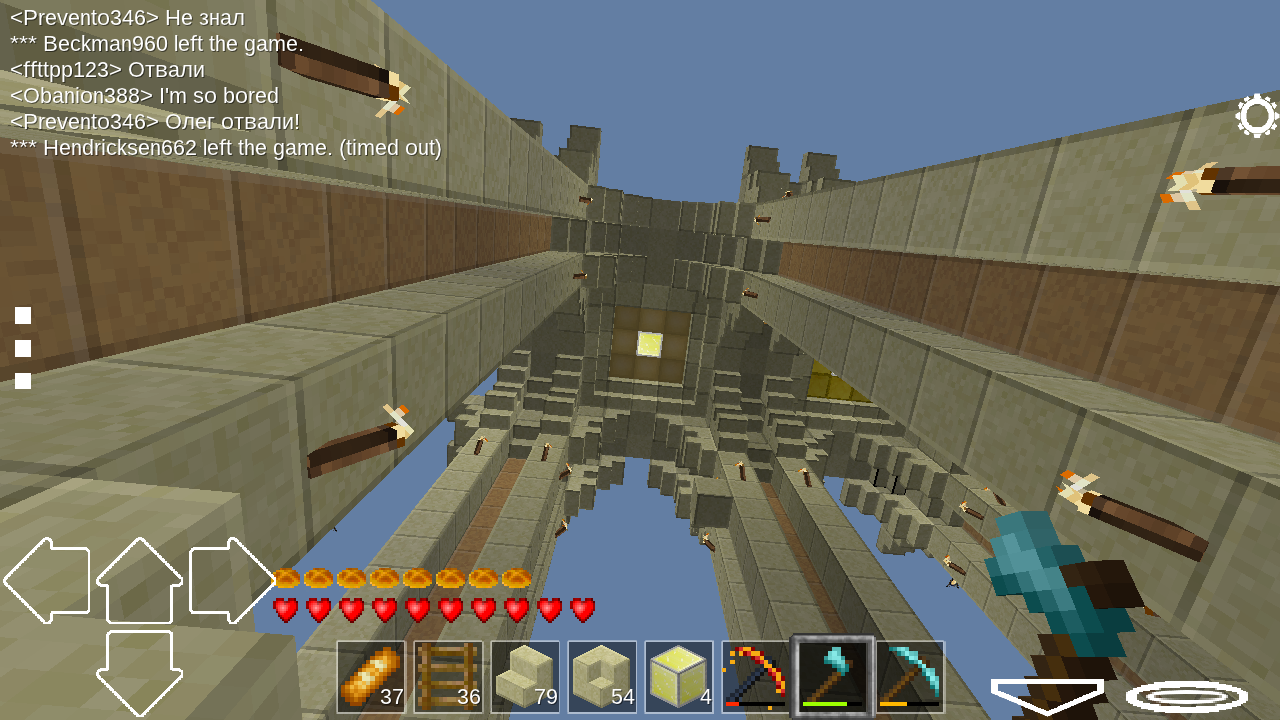 <Prevento346> Не знал
*** Beckman960 left the game.
<ffttpp123> Отвали
<Obanion388> I'm so bored
<Prevento346> Олег отвали!
*** Hendricksen662 left the game. (timed out)
37 36 79 54 4